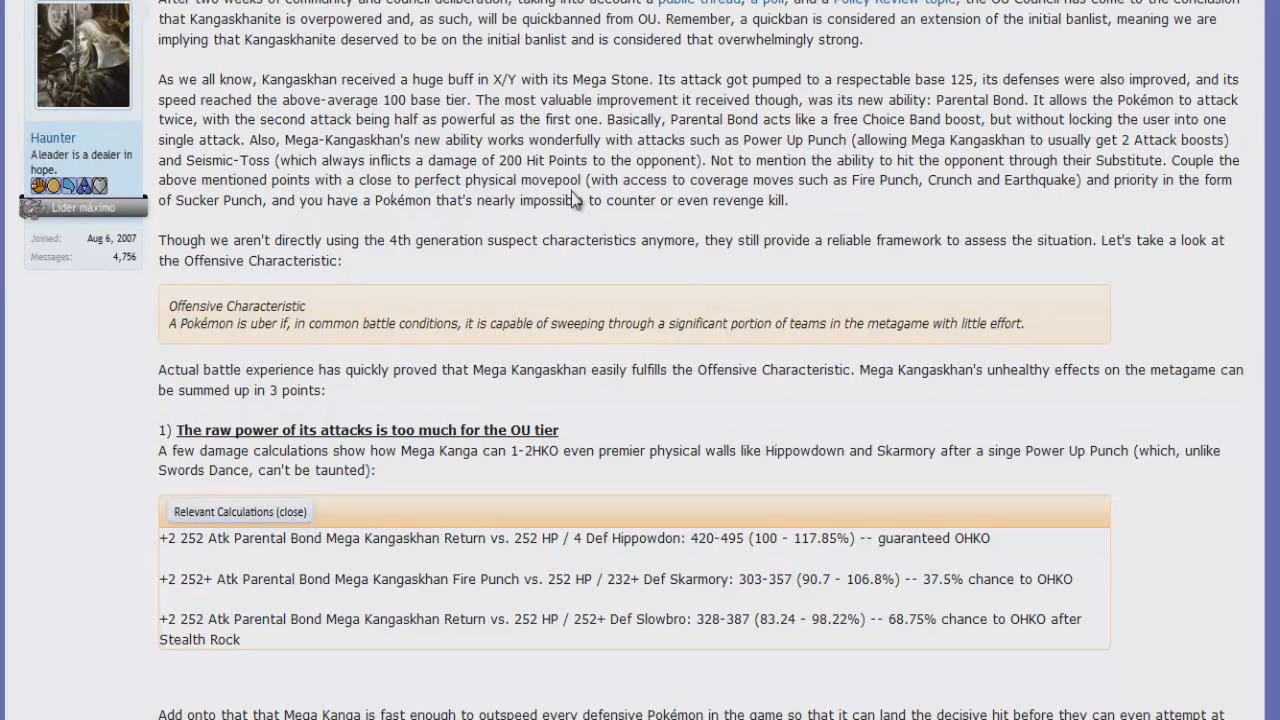 After two weeks of community and council deliberation, taking into account a public thread, a poll, and a Policy Review topic, the OU Council has come to the conclusion
that Kangaskhanite is overpowered and, as such, will be quickbanned from OU. Remember, a quickban is considered an extension of the initial banlist, meaning we are
implying that Kangaskhanite deserved to be on the initial banlist and is considered that overwhelmingly strong.
As we all know, Kangaskhan received a huge buff in X/Y with its Mega Stone. Its attack got pumped to a respectable base 125, its defenses were also improved, and its
speed reached the above-average 100 base tier. The most valuable improvement it received though, was its new ability: Parental Bond. It allows the Pokémon to attack
twice, with the second attack being half as powerful as the first one. Basically, Parental Bond acts like a free Choice Band boost, but without locking the user into one
single attack. Also, Mega-Kangaskhan's new ability works wonderfully with attacks such as Power Up Punch (allowing Mega Kangaskhan to usually get 2 Attack boosts)
and Seismic-Toss (which always inflicts a damage of 200 Hit Points to the opponent). Not to mention the ability to hit the opponent through their Substitute. Couple the
above mentioned points with a close to perfect physical movepool (with access to coverage moves such as Fire Punch, Crunch and Earthquake) and priority in the form
of Sucker Punch, and you have a Pokémon that's nearly impossible to counter or even revenge kill.
Haunter
A leader is a dealer in
hope.
Líder máximo
Joined: Aug 6, 2007
Messages: 4,756
Though we aren't directly using the 4th generation suspect characteristics anymore, they still provide a reliable framework to assess the situation. Let's take a look at
the Offensive Characteristic:
Offensive Characteristic
A Pokémon is uber if, in common battle conditions, it is capable of sweeping through a significant portion of teams in the metagame with little effort.
Actual battle experience has quickly proved that Mega Kangaskhan easily fulfills the Offensive Characteristic. Mega Kangaskhan's unhealthy effects on the metagame can
be summed up in 3 points:
1) The raw power of its attacks is too much for the OU tier
A few damage calculations show how Mega Kanga can 1-2HKO even premier physical walls like Hippowdown and Skarmory after a singe Power Up Punch (which, unlike
Swords Dance, can't be taunted):
Relevant Calculations (close)
+2 252 Atk Parental Bond Mega Kangaskhan Return vs. 252 HP / 4 Def Hippowdon: 420-495 (100 - 117.85%) -- guaranteed OHKO
+2 252+ Atk Parental Bond Mega Kangaskhan Fire Punch vs. 252 HP / 232+ Def Skarmory: 303-357 (90.7 - 106.8%) -- 37.5% chance to OHKO
+2 252 Atk Parental Bond Mega Kangaskhan Return vs. 252 HP / 252+ Def Slowbro: 328-387 (83.24 - 98.22%) -- 68.75% chance to OHKO after
Stealth Rock
Add onto that that Mega Kanga is fast enough to outspeed every defensive Pokémon in the game so that it can land the decisive hit before they can even attempt at